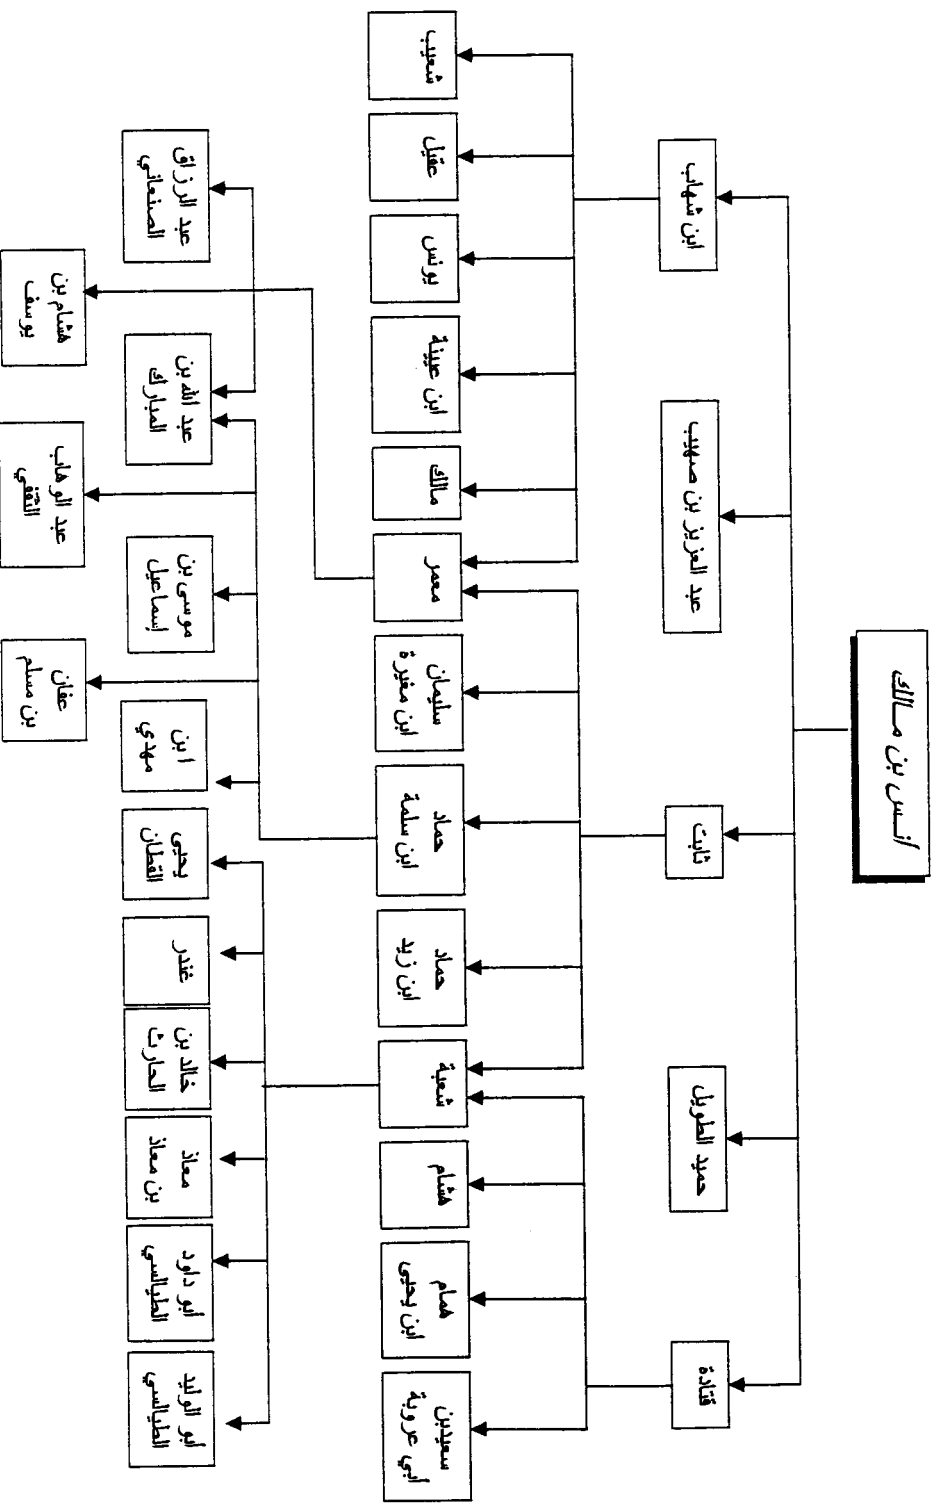 أنس بن مالك
قتادة
حميد الطويل
ثابت
عبد العزيز بن صهيب
ابن شهاب
سعيد بن
أبي عروبة
همام
ابن يحيى
هشام
شعبة
حماد
ابن زيد
حماد
ابن سلمة
سليمان
ابن مغيرة
معمر
مالك
ابن عيينة
يونس
عقيل
شعيب
أبو الوليد
الطيالسي
أبو داود
الطيالسي
معاذ
بن معاذ
خالد بن
الحارث
غندر
يحيى
القطان
ابن
مهدي
موسى بن
إسماعيل
عبد الله بن
المبارك
عبد الرزاق
الصنعاني
عفان
بن مسلم
عبد الوهاب
الثقفي
هشام بن
يوسف